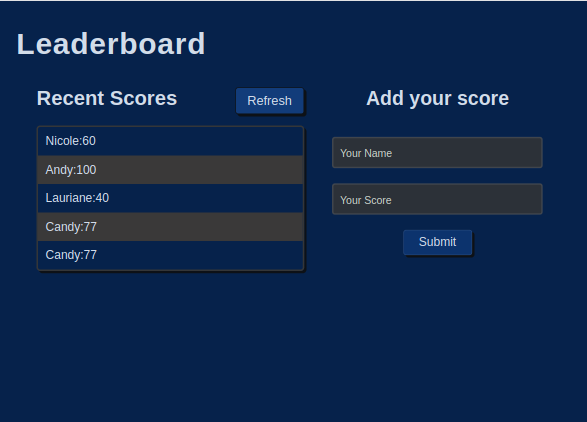 Leaderboard
Recent Scores
Refresh
Nicole:60
Andy:100
Lauriane:40
Candy:77
Candy:77
Add your score
Your Name
Your Score
Submit